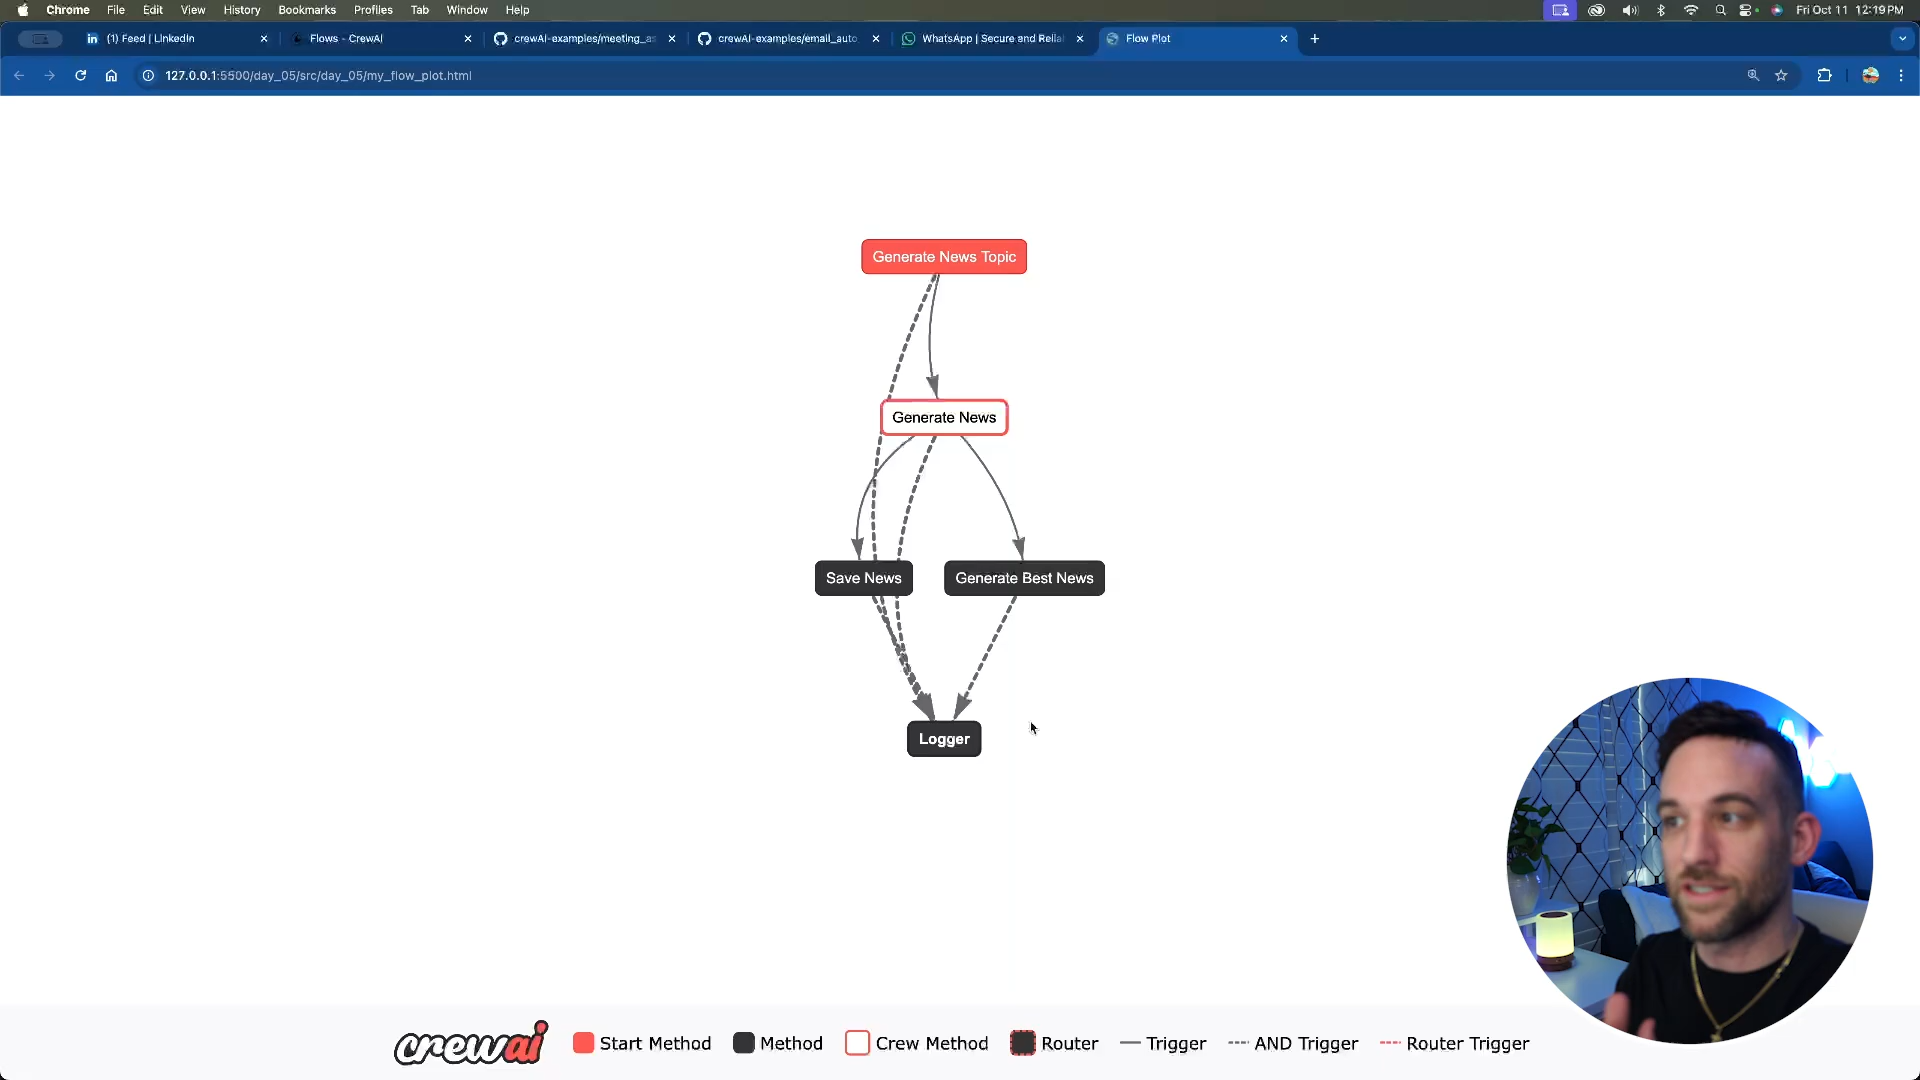 Chrome File Edit View History Bookmarks Profiles Tab Window Help Fri Oct 11 12:19 PM
(1) Feed | LinkedIn Flows - CrewAI crewAI-examples/meeting_as crewAI-examples/email_auto WhatsApp | Secure and Relia Flow Plot
127.0.0.1:5500/day_05/src/day_05/my_flow_plot.html
Generate News Topic
Generate News
Save News Generate Best News
Logger
crewai Start Method Method Crew Method Router Trigger AND Trigger Router Trigger